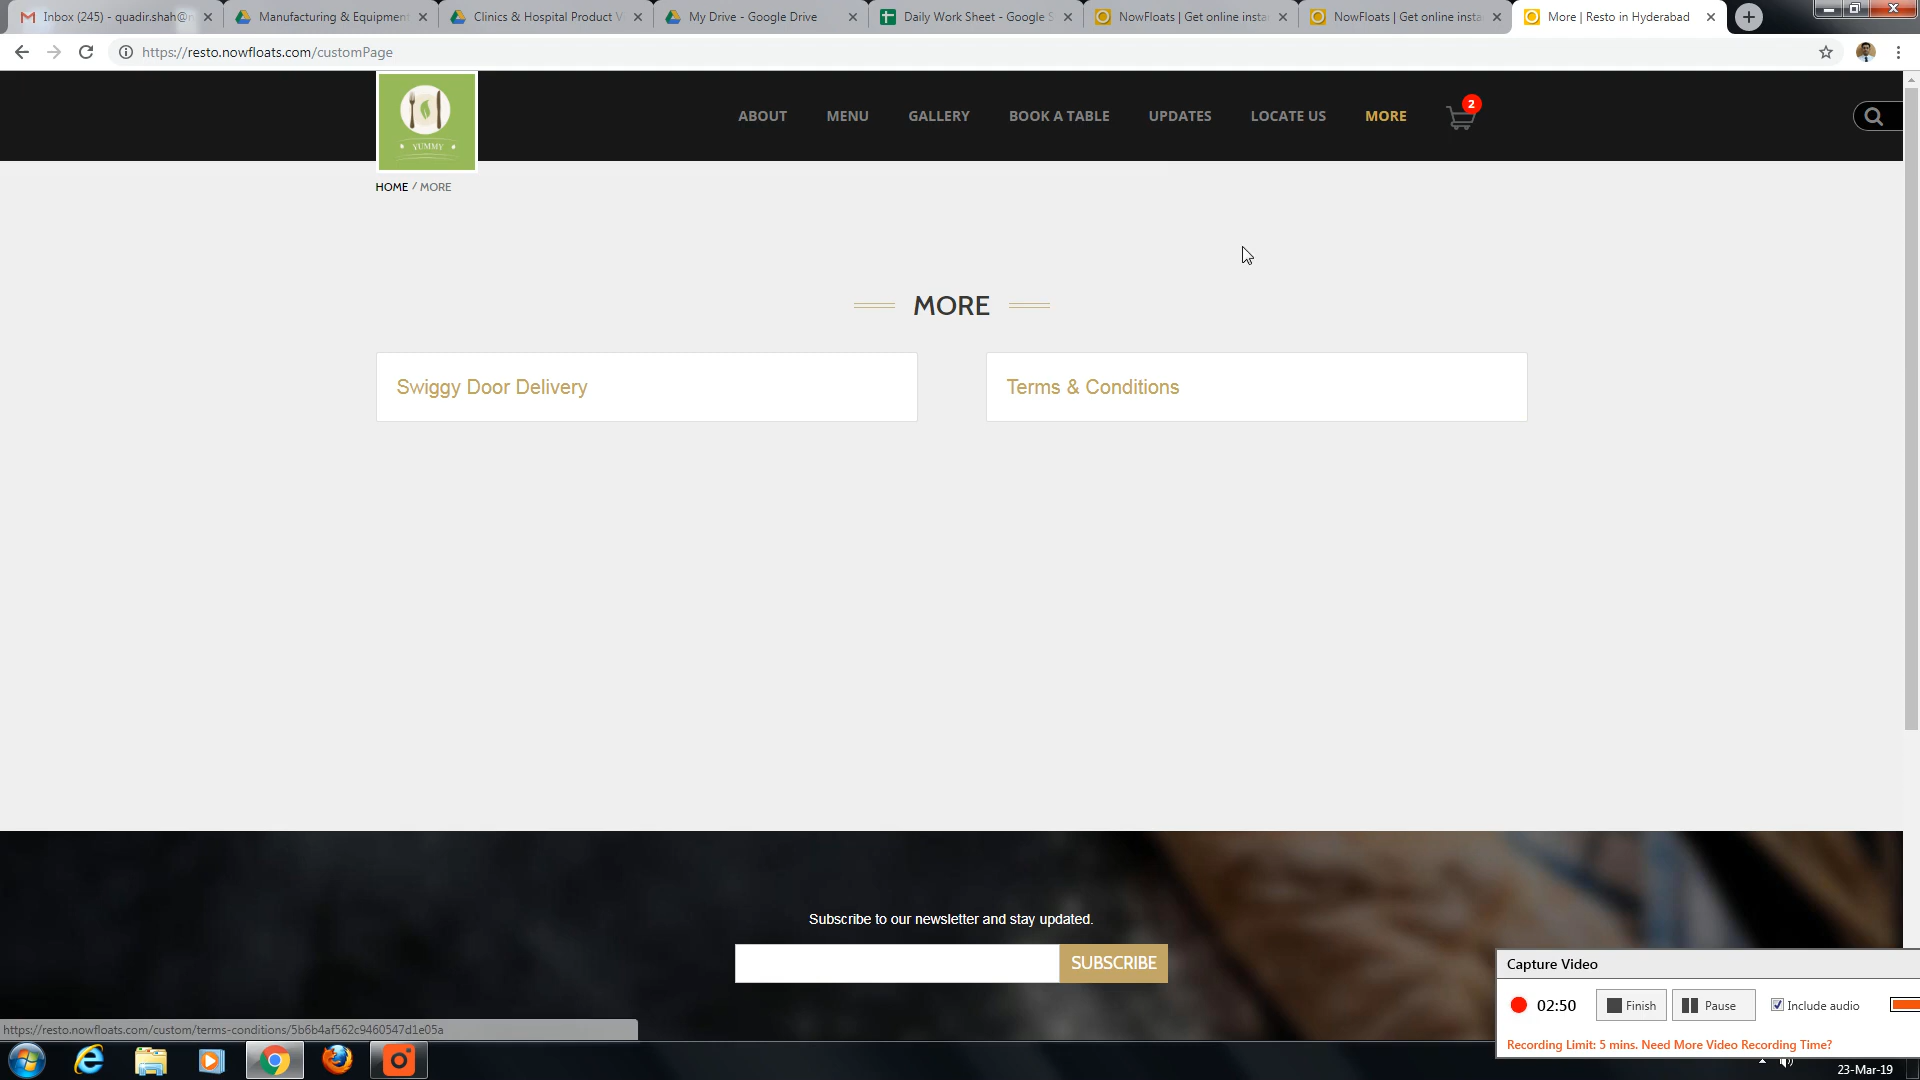 Inbox (245) - quadir.shah@
Manufacturing & Equipment
Clinics & Hospital Product V
My Drive - Google Drive
Daily Work Sheet - Google S
NowFloats | Get online insta
NowFloats | Get online insta
More | Resto in Hyderabad
https://resto.nowfloats.com/customPage
YUMMY
ABOUT
MENU
GALLERY
BOOK A TABLE
UPDATES
LOCATE US
MORE
2
HOME / MORE
MORE
Swiggy Door Delivery
Terms & Conditions
Subscribe to our newsletter and stay updated.
SUBSCRIBE
Capture Video
02:50
Finish
Pause
Include audio
Recording Limit: 5 mins. Need More Video Recording Time?
https://resto.nowfloats.com/custom/terms-conditions/5b6b4af562c9460547d1e05a
23-Mar-19